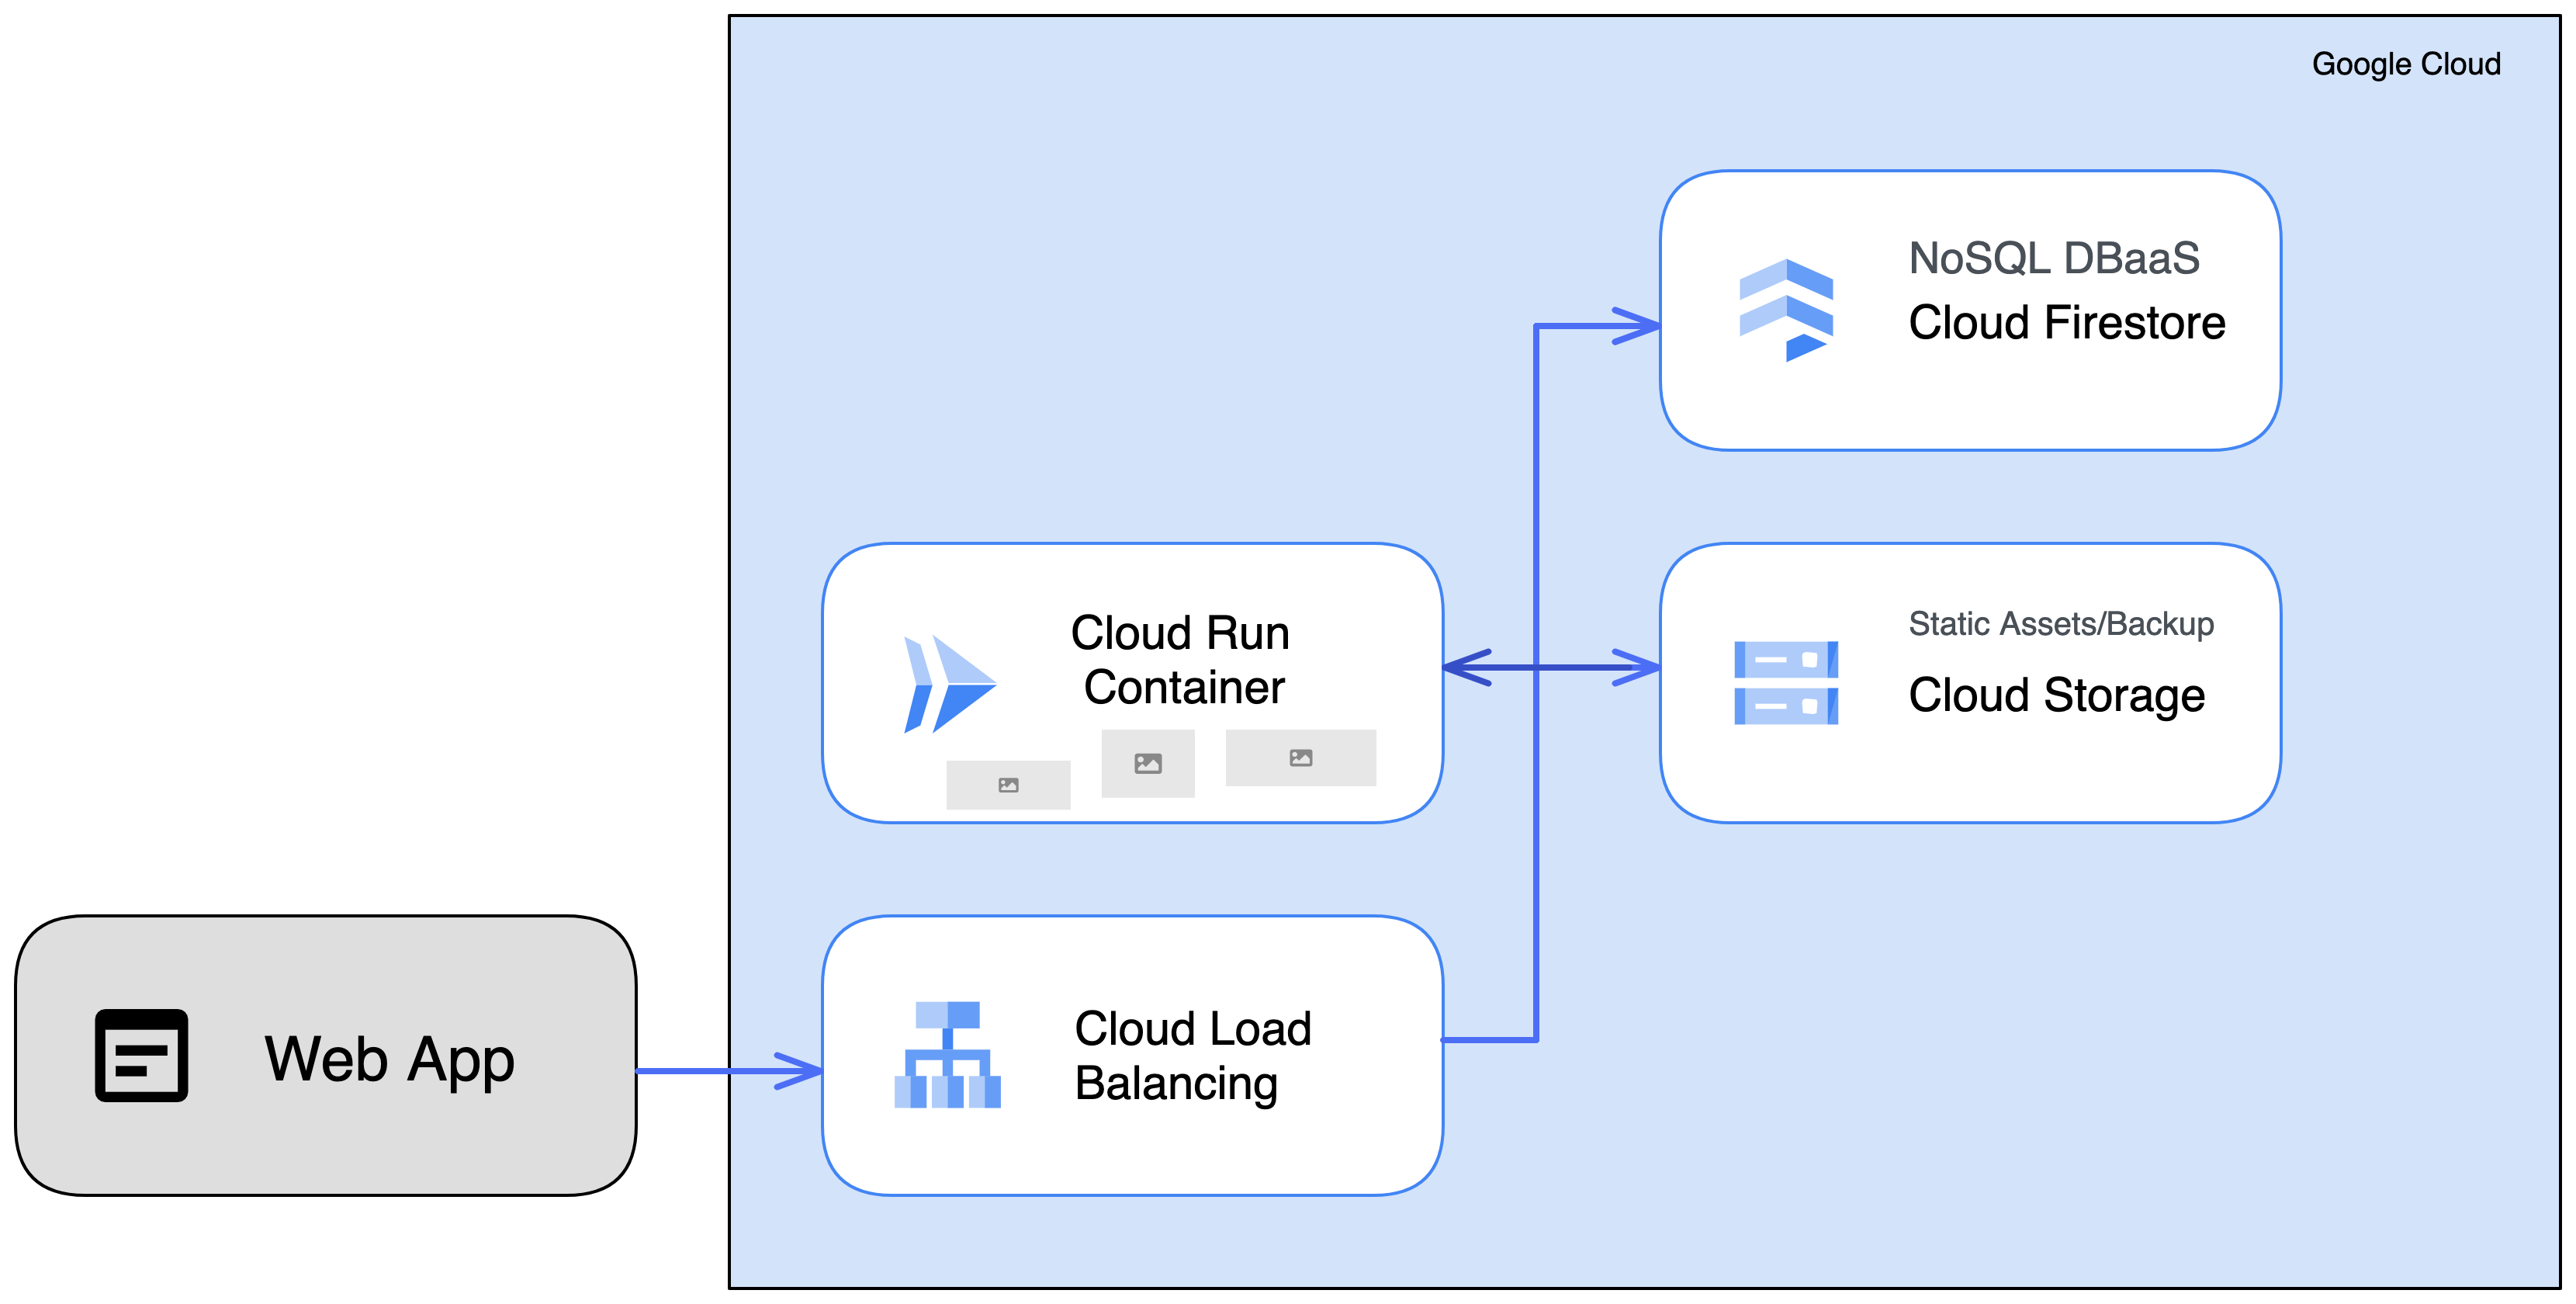 Google Cloud
NoSQL DBaaS
Cloud Firestore
Cloud Run
Container
Static Assets/Backup
Cloud Storage
Web App
Cloud Load
Balancing